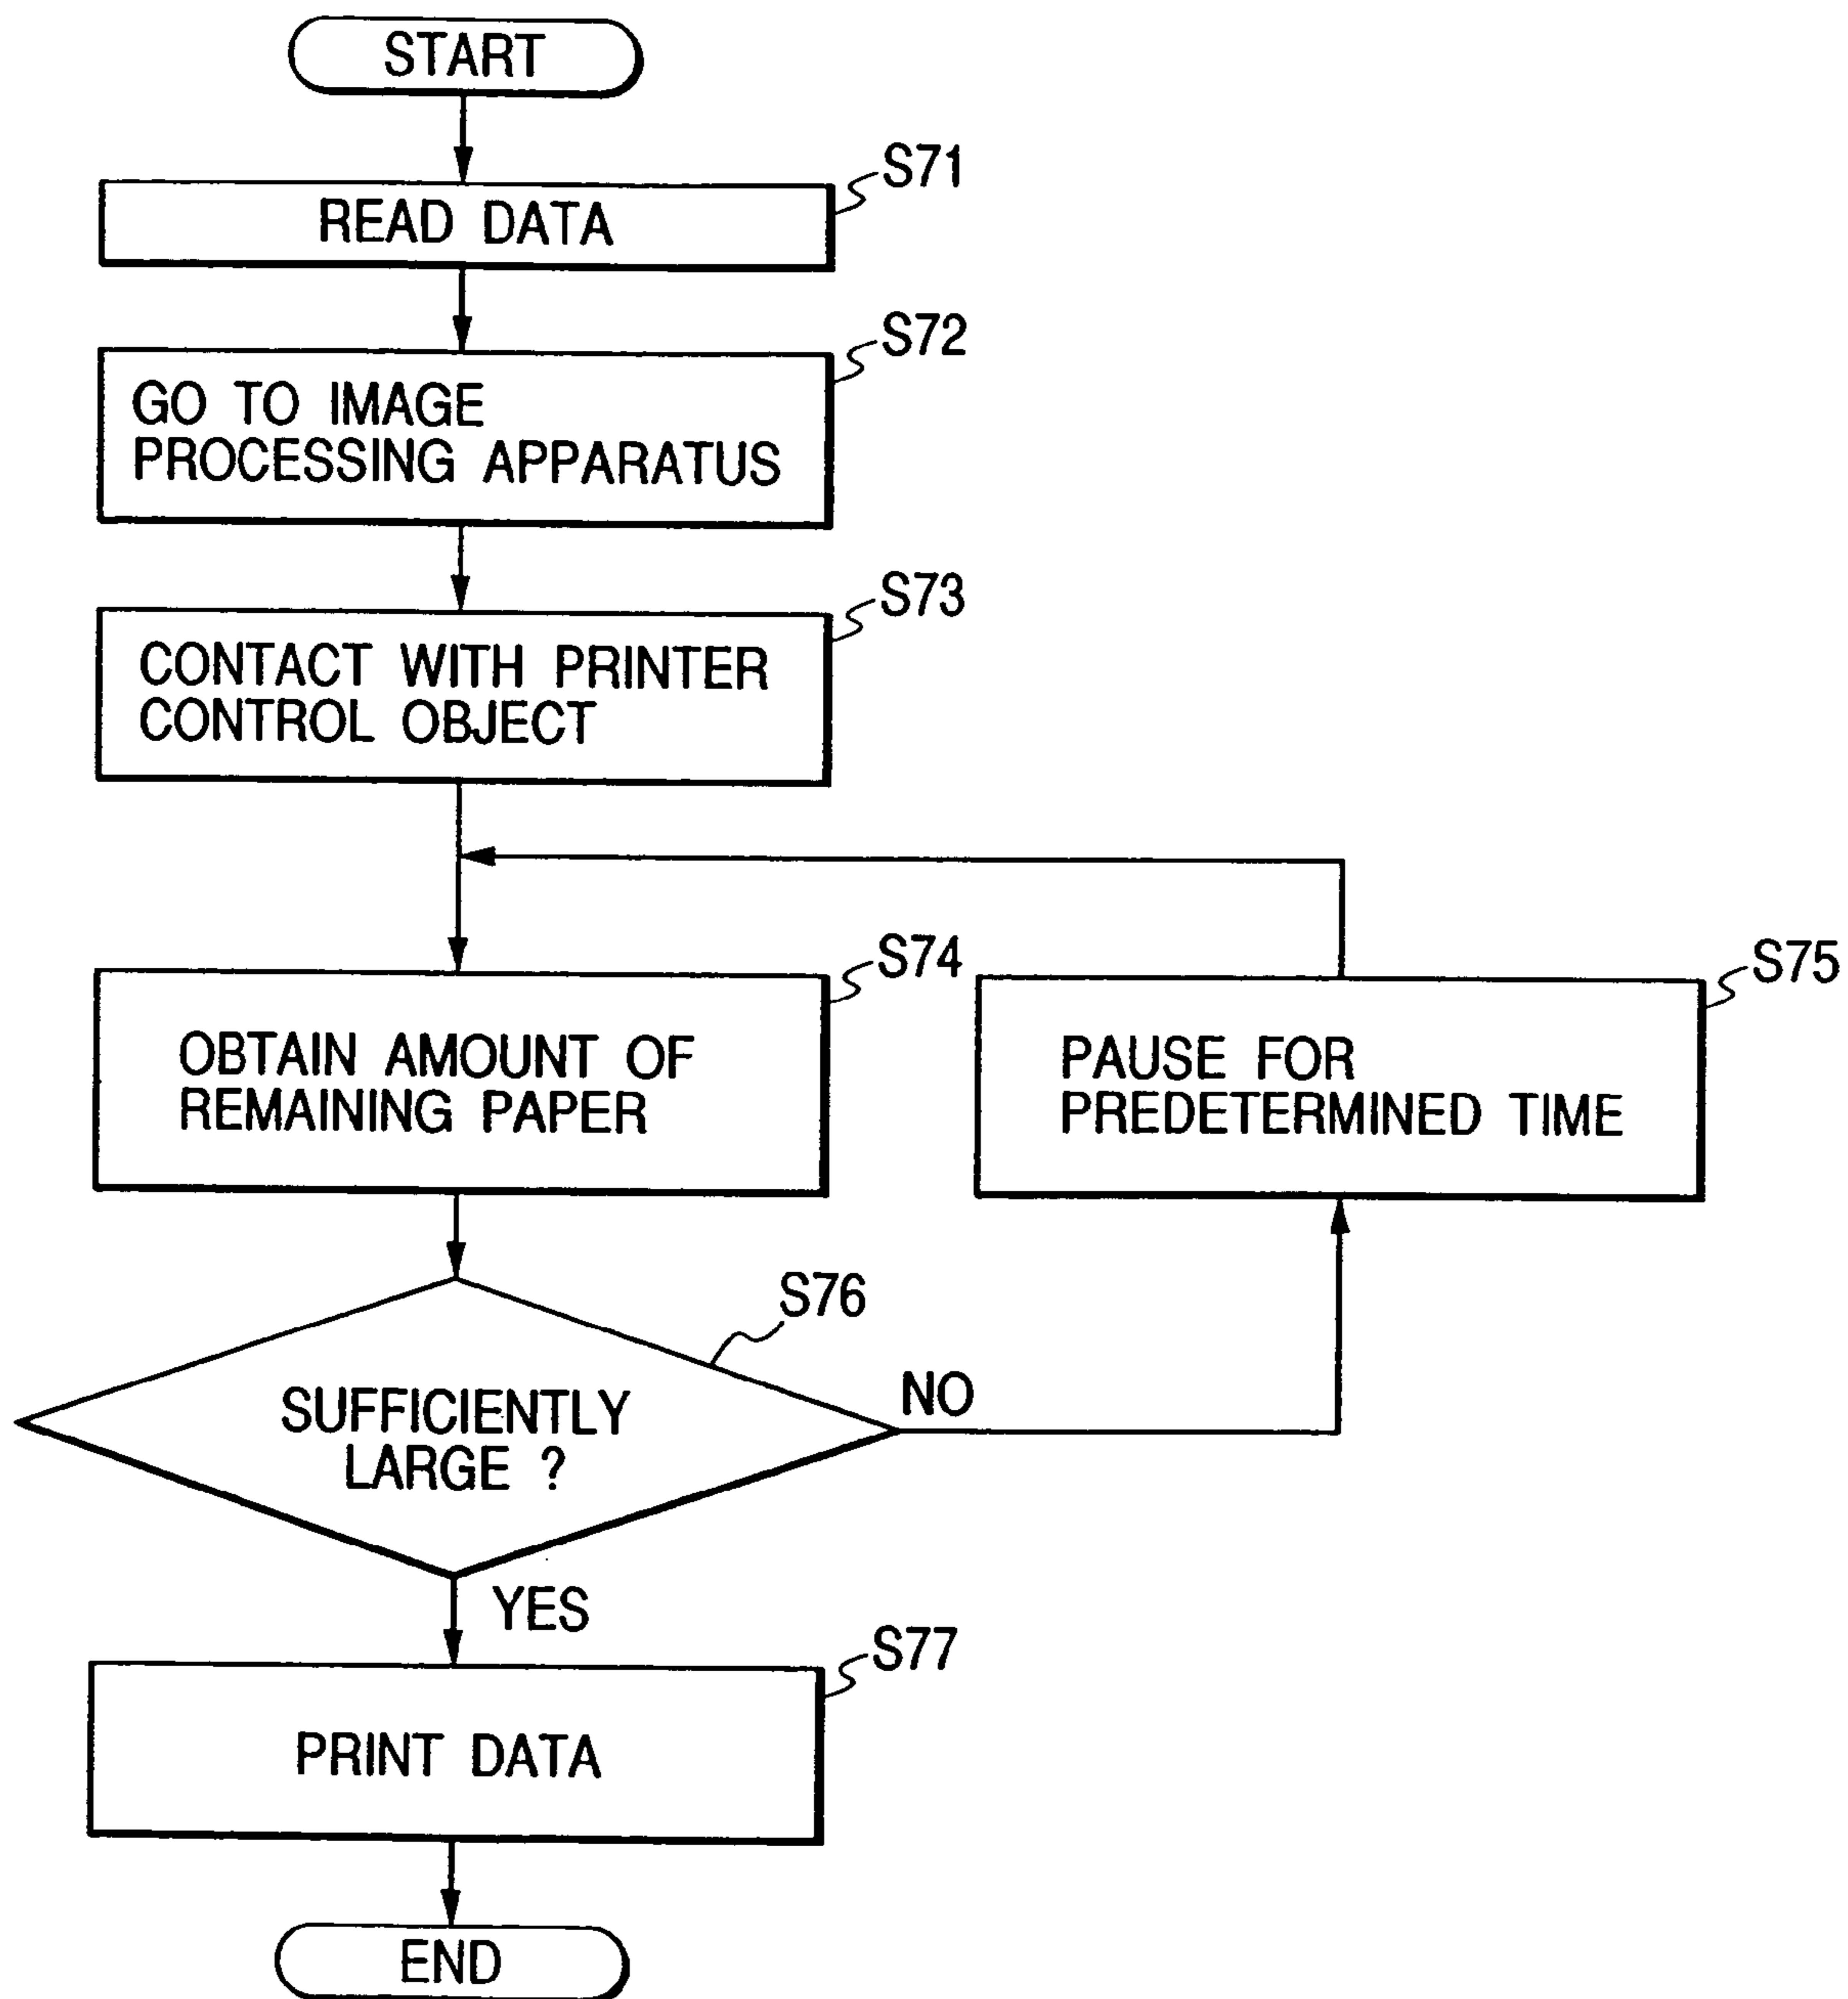 START
S71
READ DATA
S72
GO TO IMAGE
PROCESSING APPARATUS
S73
CONTACT WITH PRINTER
CONTROL OBJECT
S74
OBTAIN AMOUNT OF
REMAINING PAPER
S75
PAUSE FOR
PREDETERMINED TIME
S76
SUFFICIENTLY
LARGE ?
NO
YES
S77
PRINT DATA
END